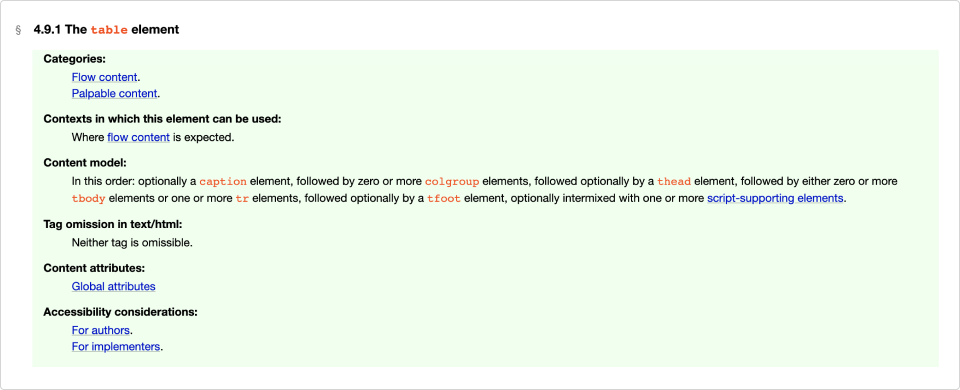 § 4.9.1 The table element
Categories:
Flow content.
Palpable content.
Contexts in which this element can be used:
Where flow content is expected.
Content model:
In this order: optionally a caption element, followed by zero or more colgroup elements, followed optionally by a thead element, followed by either zero or more
tbody elements or one or more tr elements, followed optionally by a tfoot element, optionally intermixed with one or more script-supporting elements.
Tag omission in text/html:
Neither tag is omissible.
Content attributes:
Global attributes
Accessibility considerations:
For authors.
For implementers.